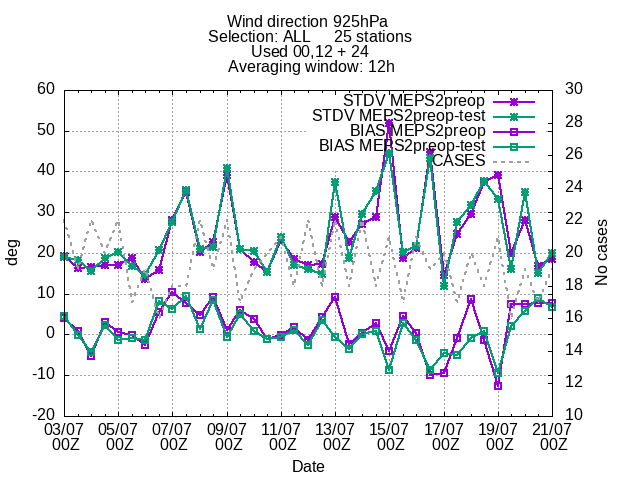 Wind direction 925hPa
Selection: ALL 25 stations
Used 00,12 + 24
Averaging window: 12h
STDV MEPS2preop
STDV MEPS2preop-test
BIAS MEPS2preop
BIAS MEPS2preop-test
CASES
deg
60
50
40
30
20
10
0
-10
-20
No cases
30
28
26
24
22
20
18
16
14
12
10
03/07 05/07 07/07 09/07 11/07 13/07 15/07 17/07 19/07 21/07
00Z 00Z 00Z 00Z 00Z 00Z 00Z 00Z 00Z 00Z
Date